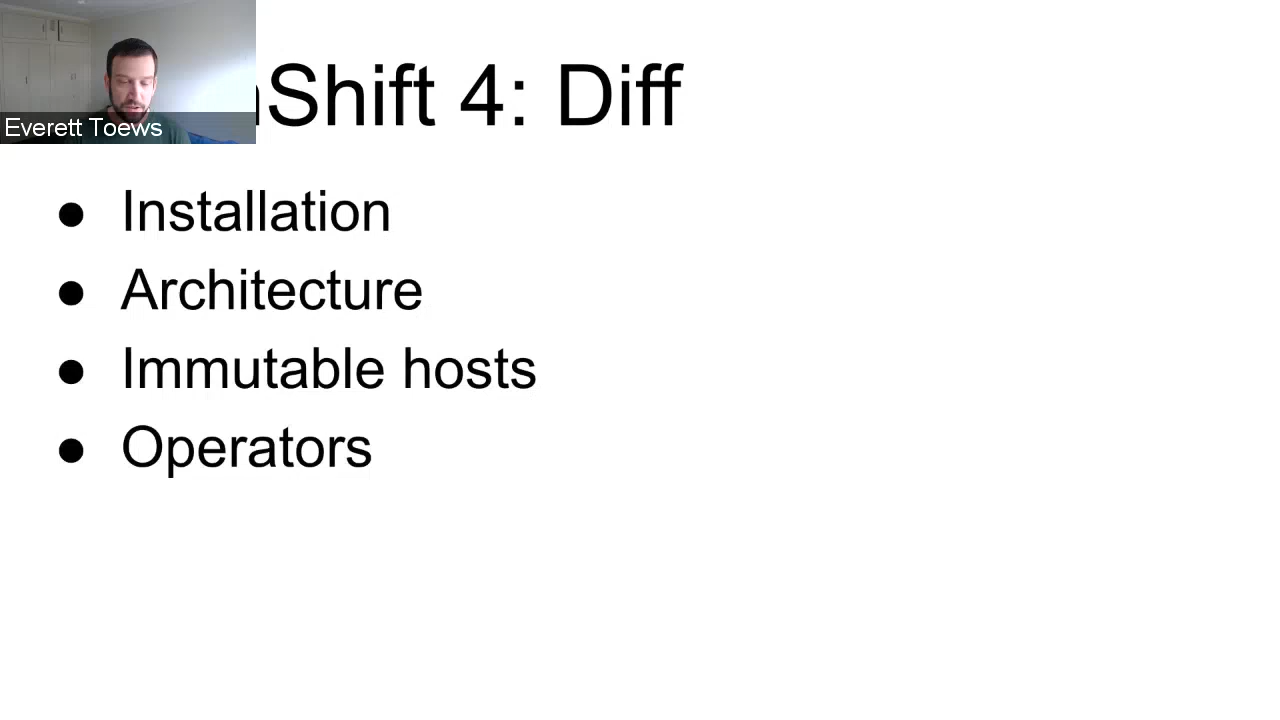 Everett Toews
Shift 4: Diff
● Installation
● Architecture
● Immutable hosts
● Operators